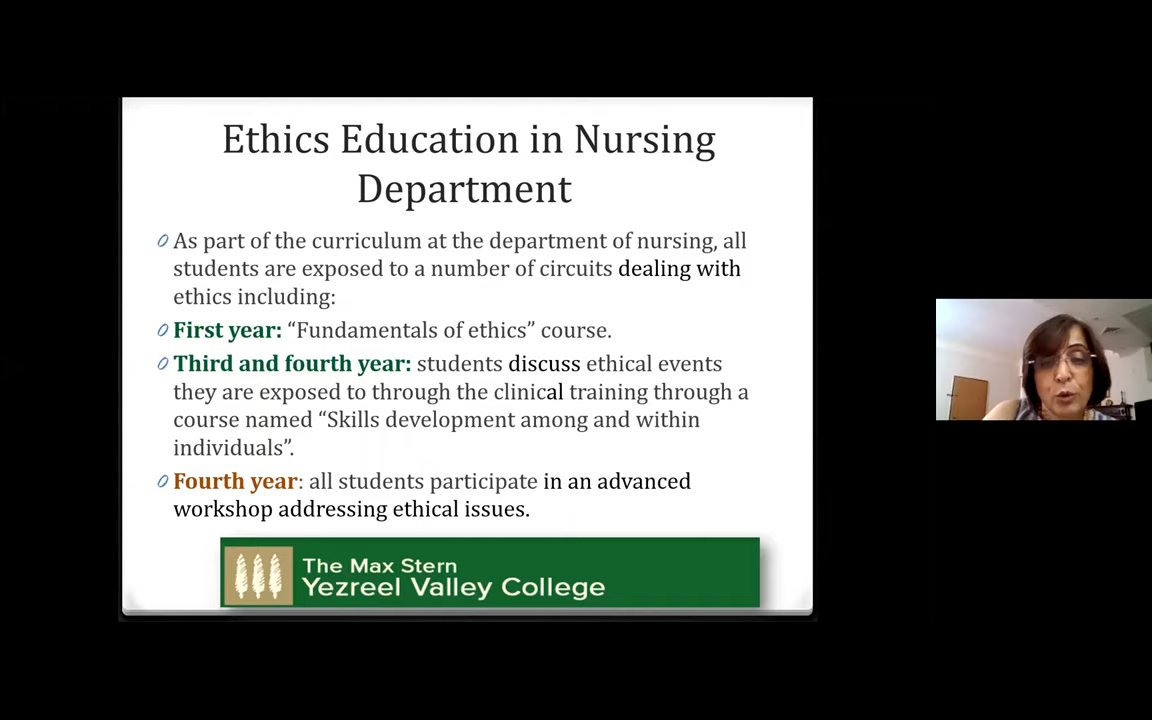 Ethics Education in Nursing
Department
As part of the curriculum at the department of nursing, all
students are exposed to a number of circuits dealing with
ethics including:
First year: “Fundamentals of ethics” course.
Third and fourth year: students discuss ethical events
they are exposed to through the clinical training through a
course named “Skills development among and within
individuals”.
Fourth year: all students participate in an advanced
workshop addressing ethical issues.
The Max Stern
Yezreel Valley College